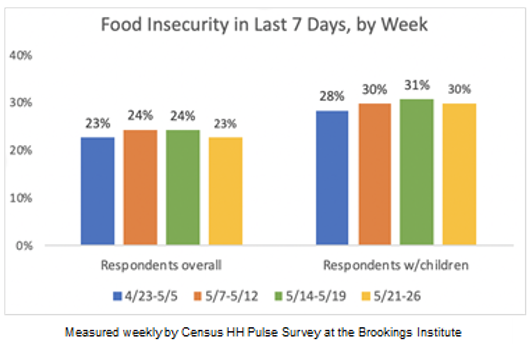 Food Insecurity in Last 7 Days, by Week
40%
30%
20%
10%
0%
23%
24%
24%
23%
28%
30%
31%
30%
Respondents overall
Respondents w/children
4/23-5/5 5/7-5/12 5/14-5/19 5/21-26
Measured weekly by Census HH Pulse Survey at the Brookings Institute